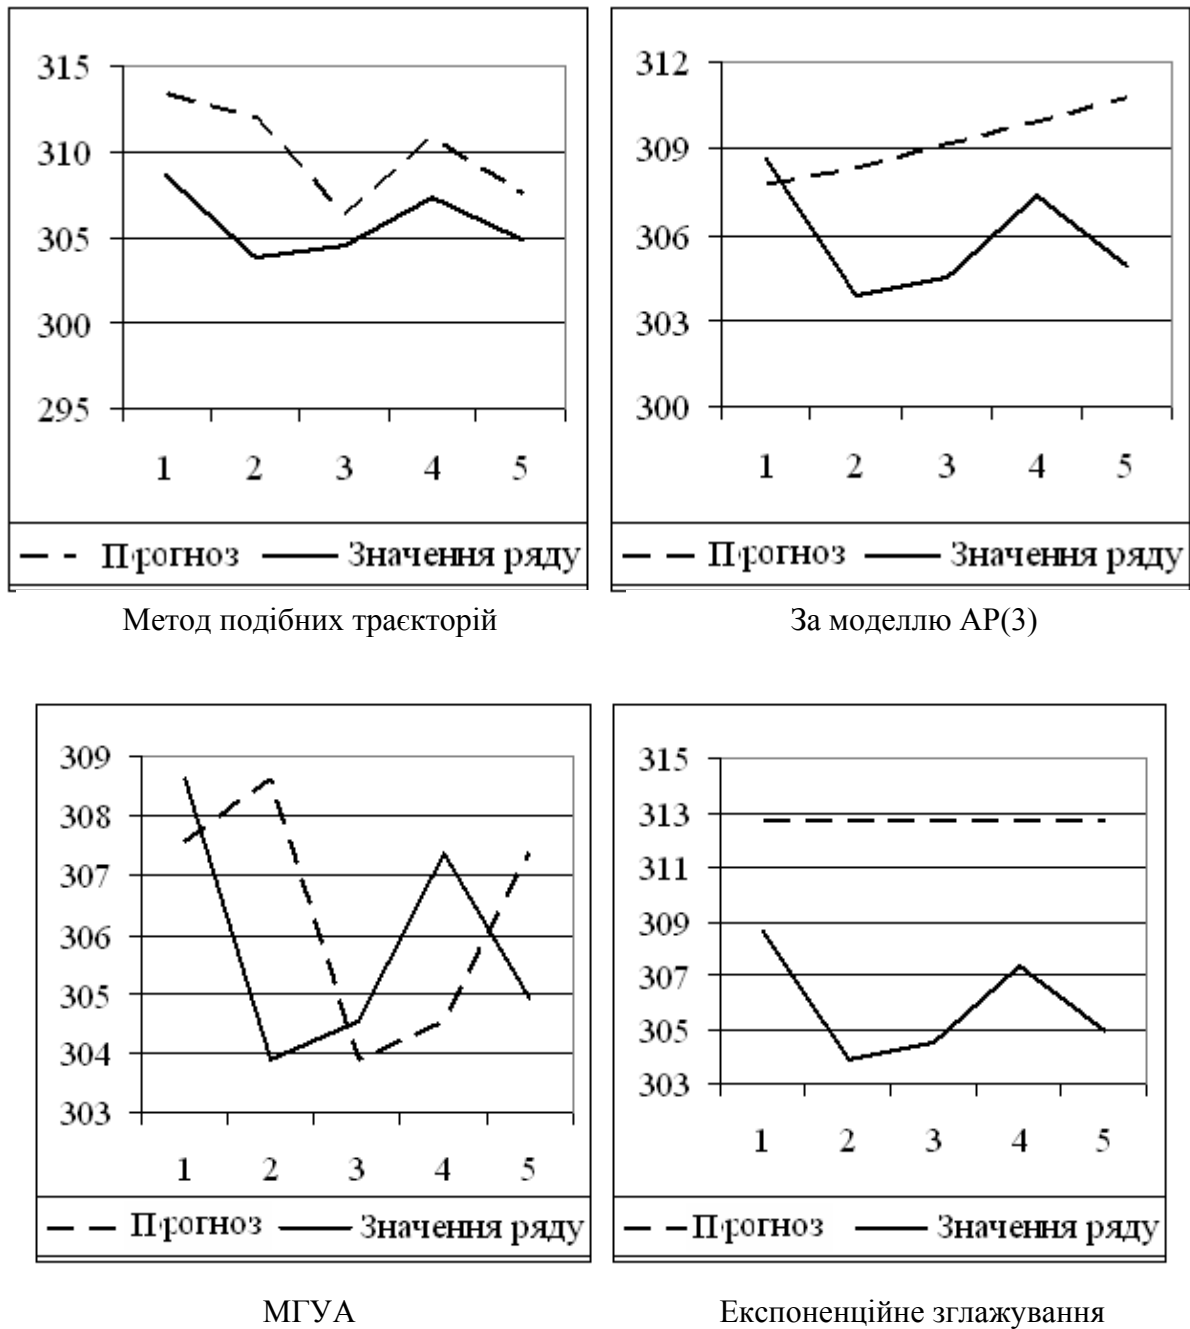 315
310
305
300
295
1 2 3 4 5
Прогноз Значення ряду
Метод подібних траєкторій
312
309
306
303
300
1 2 3 4 5
Прогноз Значення ряду
За моделлю АР(3)
309
308
307
306
305
304
303
1 2 3 4 5
Прогноз Значення ряду
МГУА
315
313
311
309
307
305
303
1 2 3 4 5
Прогноз Значення ряду
Експоненційне зглажування